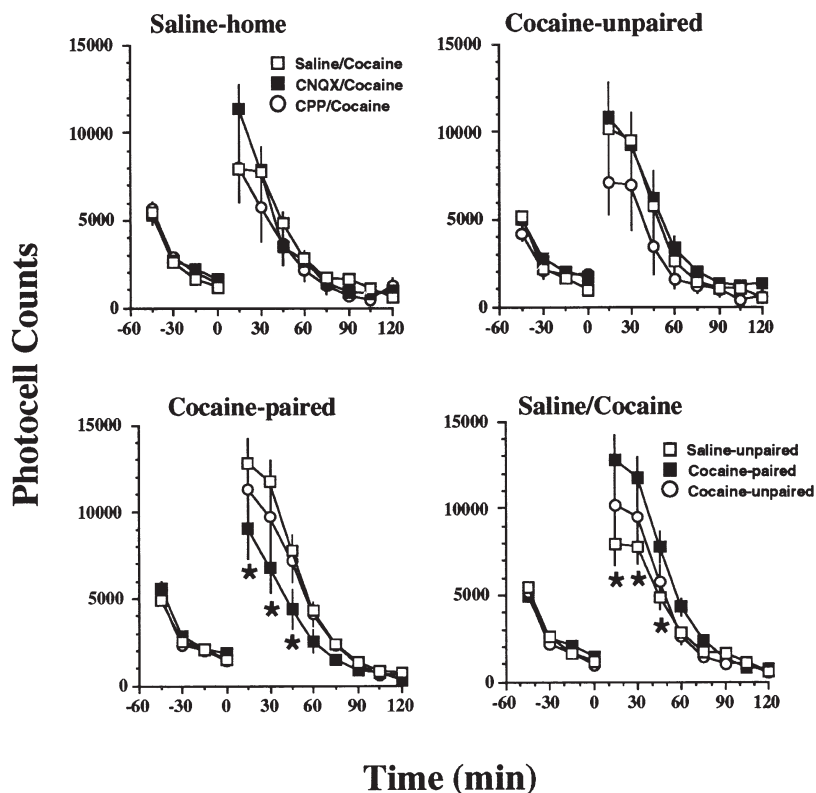 Saline-home
Cocaine-unpaired
15000
10000
5000
0
Saline/Cocaine
CNQX/Cocaine
CPP/Cocaine
-60 -30 0 30 60 90 120
15000
10000
5000
0
-60 -30 0 30 60 90 120
Photocell Counts
Cocaine-paired
Saline/Cocaine
15000
10000
5000
0
-60 -30 0 30 60 90 120
15000
10000
5000
0
Saline-unpaired
Cocaine-paired
Cocaine-unpaired
-60 -30 0 30 60 90 120
Time (min)